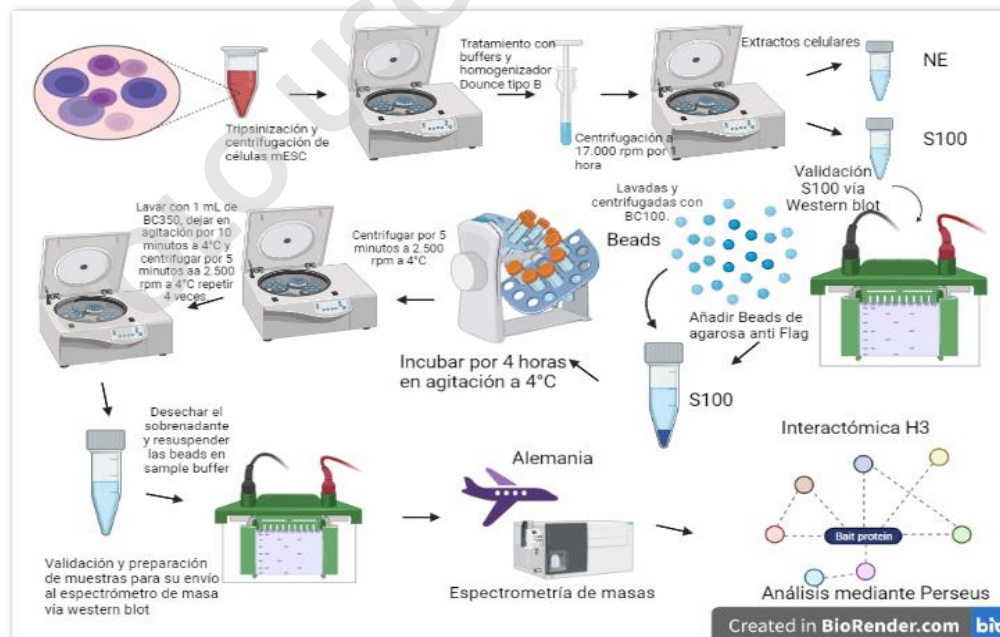 Tripsinización y
centrifugación de
células mESC
Tratamiento con
buffers y
homogenizador
Dounce tipo B
Centrifugación a
17.000 rpm por 1
hora
Extractos celulares
NE
S100
Validación
S100 vía
Western blot
Lavadas y
centrifugadas con
BC100.
Beads
Añadir Beads de
agarosa anti Flag
S100
Incubar por 4 horas
en agitación a 4°C
Centrifugar por 5
minutos a 2.500
rpm a 4°C
Lavar con 1 mL de
BC350, dejar en
agitación por 10
minutos a 4°C y
centrifugar por 5
minutos aa 2.500
rpm a 4°C repetir
4 veces
Desechar el
sobrenadante
y resuspender
las beads en
sample buffer
Validación y preparación
de muestras para su envío
al espectrómetro de masa
vía western blot
Alemania
Espectrometría de masas
Interactómica H3
Bait protein
Análisis mediante Perseus
Created in BioRender.com bio